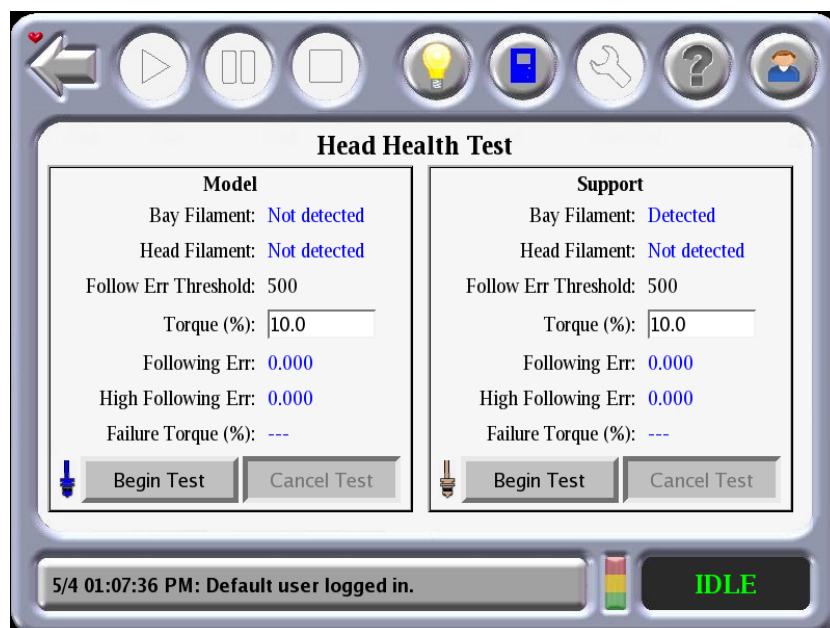 ?
Head Health Test
Model
Bay Filament: Not detected
Head Filament: Not detected
Follow Err Threshold: 500
Torque (%): 10.0
Following Err: 0.000
High Following Err: 0.000
Failure Torque (%): ---
Begin Test Cancel Test
Support
Bay Filament: Detected
Head Filament: Not detected
Follow Err Threshold: 500
Torque (%): 10.0
Following Err: 0.000
High Following Err: 0.000
Failure Torque (%): ---
Begin Test Cancel Test
5/4 01:07:36 PM: Default user logged in.
IDLE